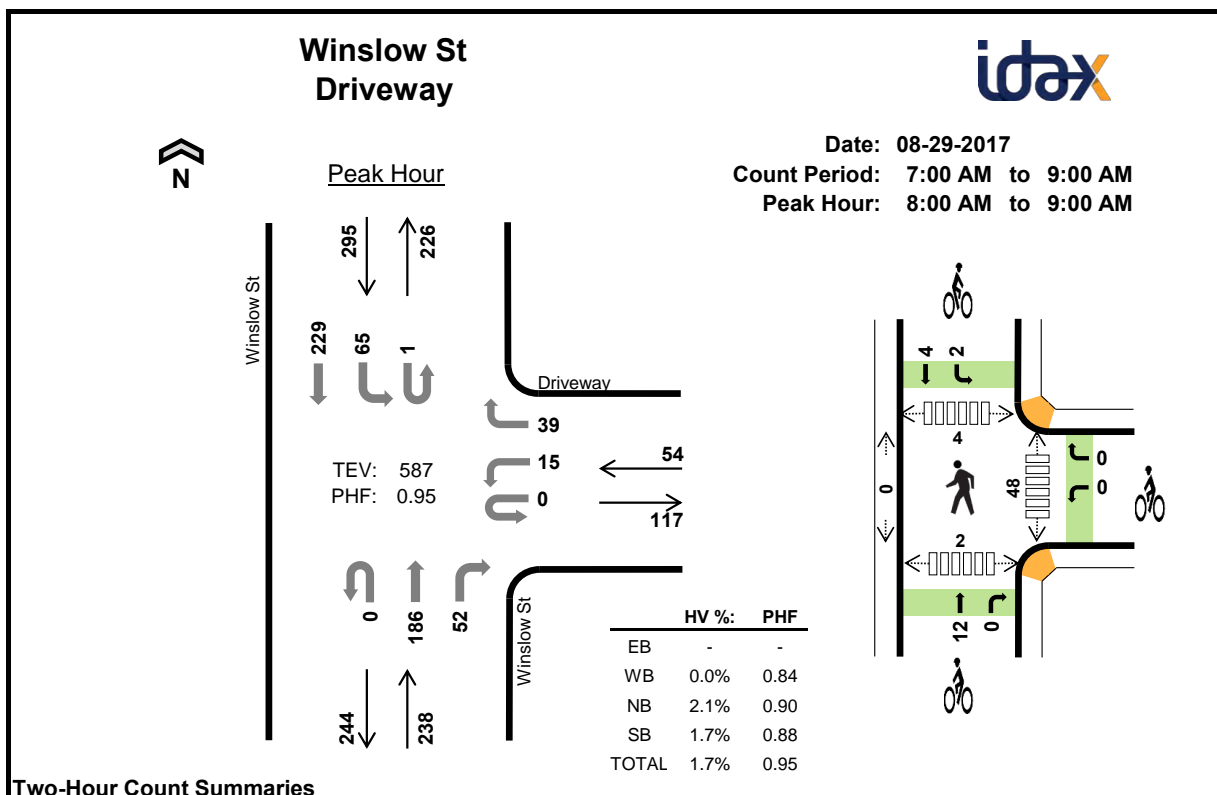 Winslow St
Driveway
idax
N
Peak Hour
Date: 08-29-2017
Count Period: 7:00 AM to 9:00 AM
Peak Hour: 8:00 AM to 9:00 AM
295
226
Winslow St
229
65
1
Driveway
39
15
0
54
117
TEV: 587
PHF: 0.95
0
186
52
Winslow St
244
238
HV %: PHF
EB - -
WB 0.0% 0.84
NB 2.1% 0.90
SB 1.7% 0.88
TOTAL 1.7% 0.95
4
2
4
0
48
0
0
2
12
0
Two-Hour Count Summaries